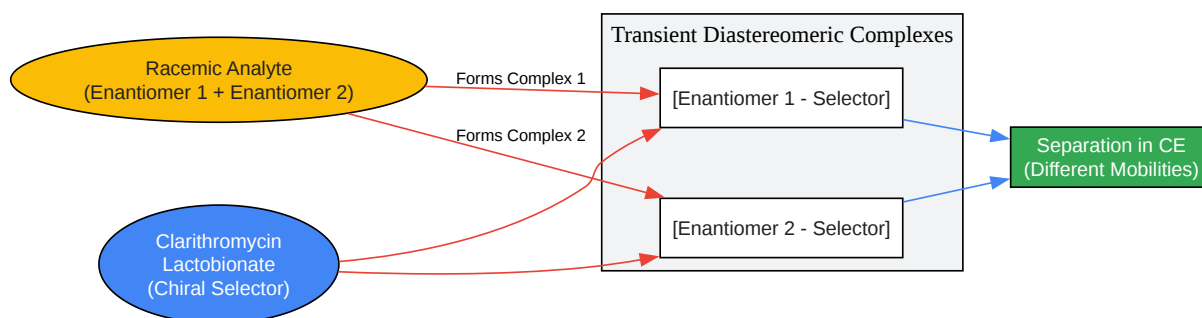 Transient Diastereomeric Complexes
Racemic Analyte
(Enantiomer 1 + Enantiomer 2)
Forms Complex 1
[Enantiomer 1 - Selector]
Forms Complex 2
Separation in CE
(Different Mobilities)
[Enantiomer 2 - Selector]
Clarithromycin
Lactobionate
(Chiral Selector)